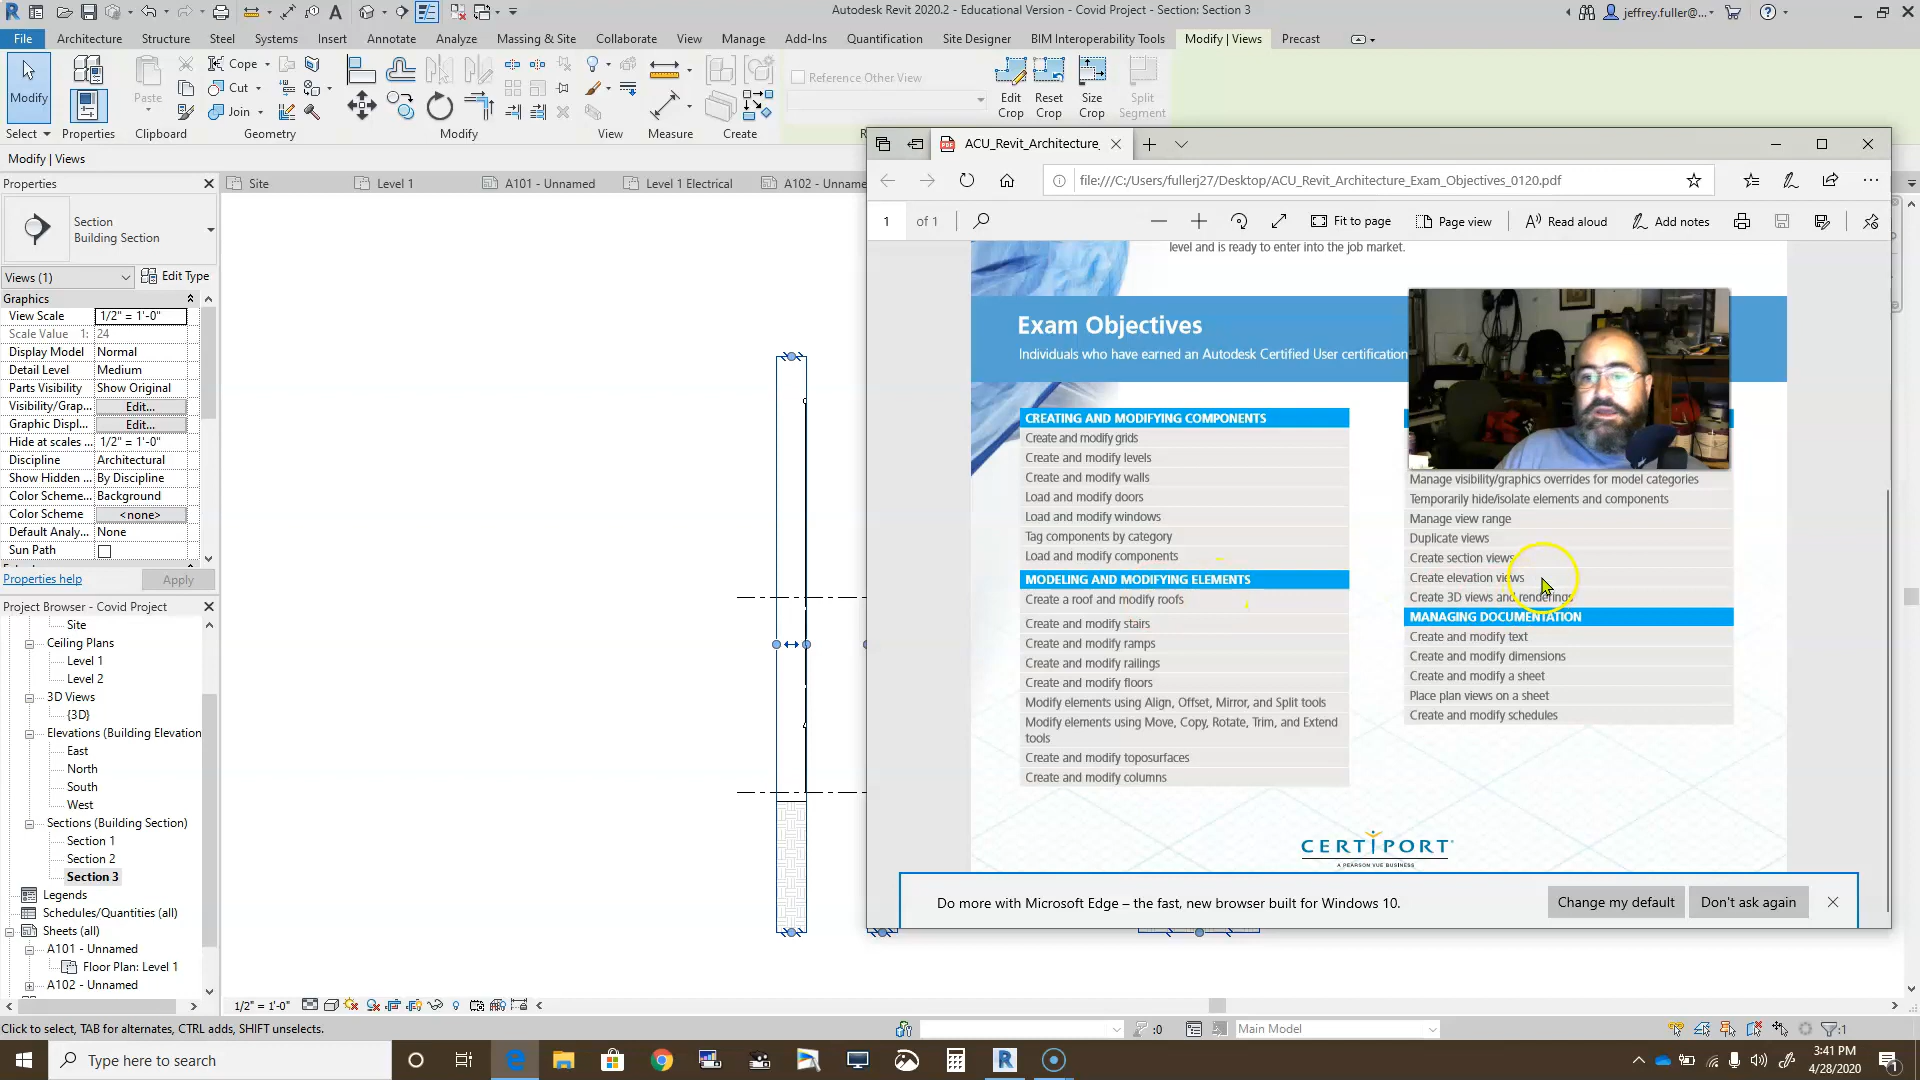 Autodesk Revit 2020.2 - Educational Version - Covid Project - Section: Section 3
jeffrey.fuller@...
File Architecture Structure Steel Systems Insert Annotate Analyze Massing & Site Collaborate View Manage Add-Ins Quantification Site Designer BIM Interoperability Tools Modify | Views Precast
Modify
Paste
Cope
Cut
Join
Reference Other View
Edit Crop
Reset Crop
Size Crop
Split Segment
Select Properties Clipboard Geometry Modify View Measure Create
Modify | Views
Properties
Site Level 1 A101 - Unnamed Level 1 Electrical A102 - Unname
Section
Building Section
Views (1) Edit Type
Graphics
View Scale 1/2" = 1'-0"
Scale Value 1: 24
Display Model Normal
Detail Level Medium
Parts Visibility Show Original
Visibility/Grap... Edit...
Graphic Displ... Edit...
Hide at scales ... 1/2" = 1'-0"
Discipline Architectural
Show Hidden ... By Discipline
Color Scheme... Background
Color Scheme <none>
Default Analy... None
Sun Path
Properties help Apply
Project Browser - Covid Project
Site
Ceiling Plans
Level 1
Level 2
3D Views
{3D}
Elevations (Building Elevation
East
North
South
West
Sections (Building Section)
Section 1
Section 2
Section 3
Legends
Schedules/Quantities (all)
Sheets (all)
A101 - Unnamed
Floor Plan: Level 1
A102 - Unnamed
ACU_Revit_Architecture_
file:///C:/Users/fullerj27/Desktop/ACU_Revit_Architecture_Exam_Objectives_0120.pdf
1 of 1 Fit to page Page view Read aloud Add notes
level and is ready to enter into the job market.
Exam Objectives
Individuals who have earned an Autodesk Certified User certification
CREATING AND MODIFYING COMPONENTS
Create and modify grids
Create and modify levels
Create and modify walls
Load and modify doors
Load and modify windows
Tag components by category
Load and modify components
MODELING AND MODIFYING ELEMENTS
Create a roof and modify roofs
Create and modify stairs
Create and modify ramps
Create and modify railings
Create and modify floors
Modify elements using Align, Offset, Mirror, and Split tools
Modify elements using Move, Copy, Rotate, Trim, and Extend
tools
Create and modify toposurfaces
Create and modify columns
Manage visibility/graphics overrides for model categories
Temporarily hide/isolate elements and components
Manage view range
Duplicate views
Create section views
Create elevation views
Create 3D views and renderings
MANAGING DOCUMENTATION
Create and modify text
Create and modify dimensions
Create and modify a sheet
Place plan views on a sheet
Create and modify schedules
CERTIPORT
A PEARSON VUE BUSINESS
Do more with Microsoft Edge – the fast, new browser built for Windows 10. Change my default Don't ask again
1/2" = 1'-0"
Click to select, TAB for alternates, CTRL adds, SHIFT unselects.
:0 Main Model :1
Type here to search
3:41 PM
4/28/2020